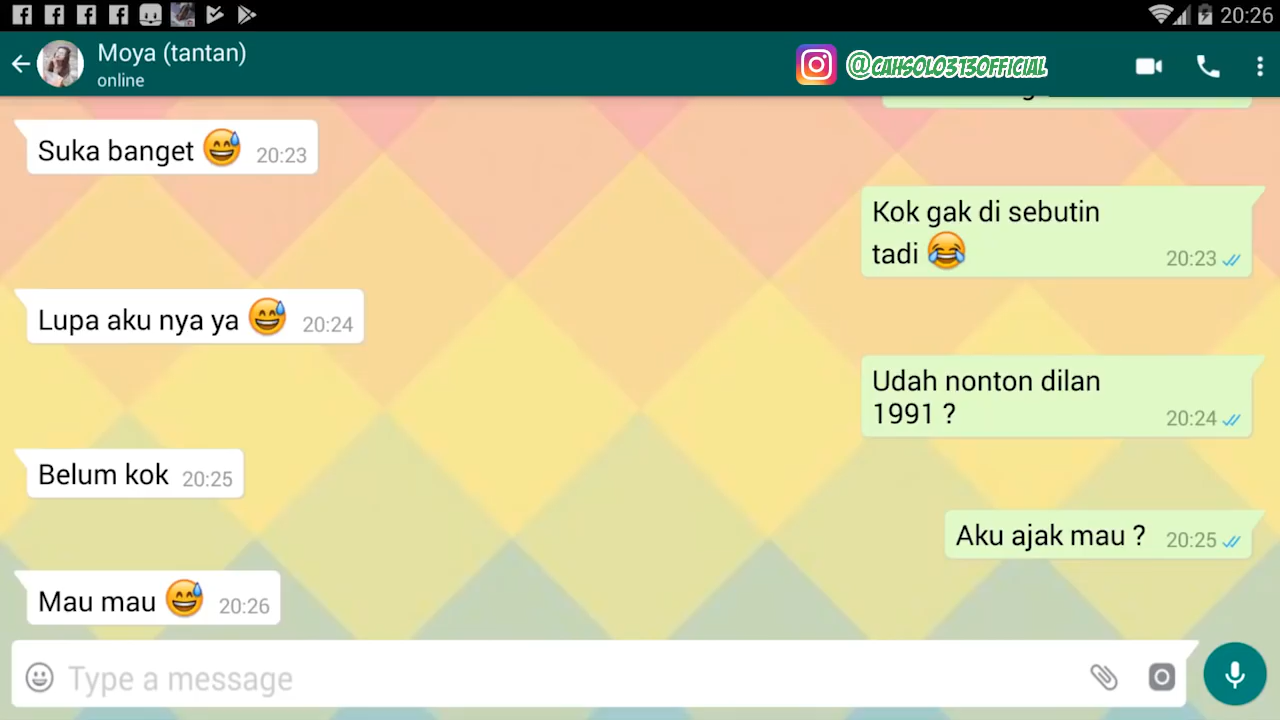 20:26
Moya (tantan)
online
@CAHSOLO313OFFICIAL
Suka banget 😅 20:23
Kok gak di sebutin
tadi 😂 20:23
Lupa aku nya ya 😅 20:24
Udah nonton dilan
1991 ? 20:24
Belum kok 20:25
Aku ajak mau ? 20:25
Mau mau 😅 20:26
Type a message